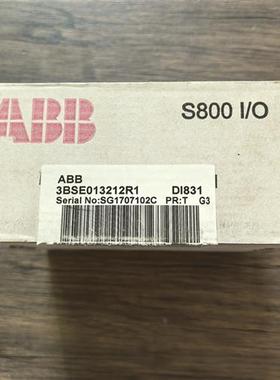 ABB
S800 I/O
ABB
3BSE013212R1 DI831
Serial No:SG1707102C PR:T G3